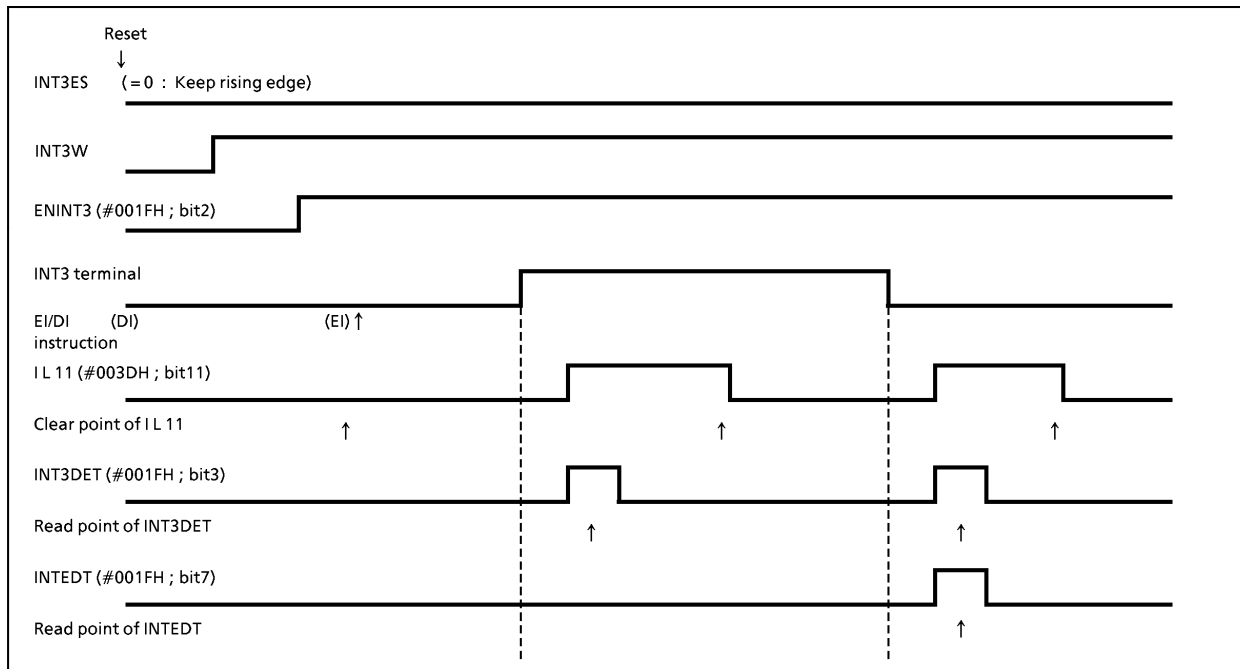 Reset
↓
INT3ES (=0 : Keep rising edge)
INT3W
ENINT3 (#001FH ; bit2)
INT3 terminal
EI/DI (DI) (EI) ↑
instruction
I L 11 (#003DH ; bit11)
Clear point of I L 11 ↑ ↑ ↑
INT3DET (#001FH ; bit3)
Read point of INT3DET ↑ ↑
INTEDT (#001FH ; bit7)
Read point of INTEDT ↑